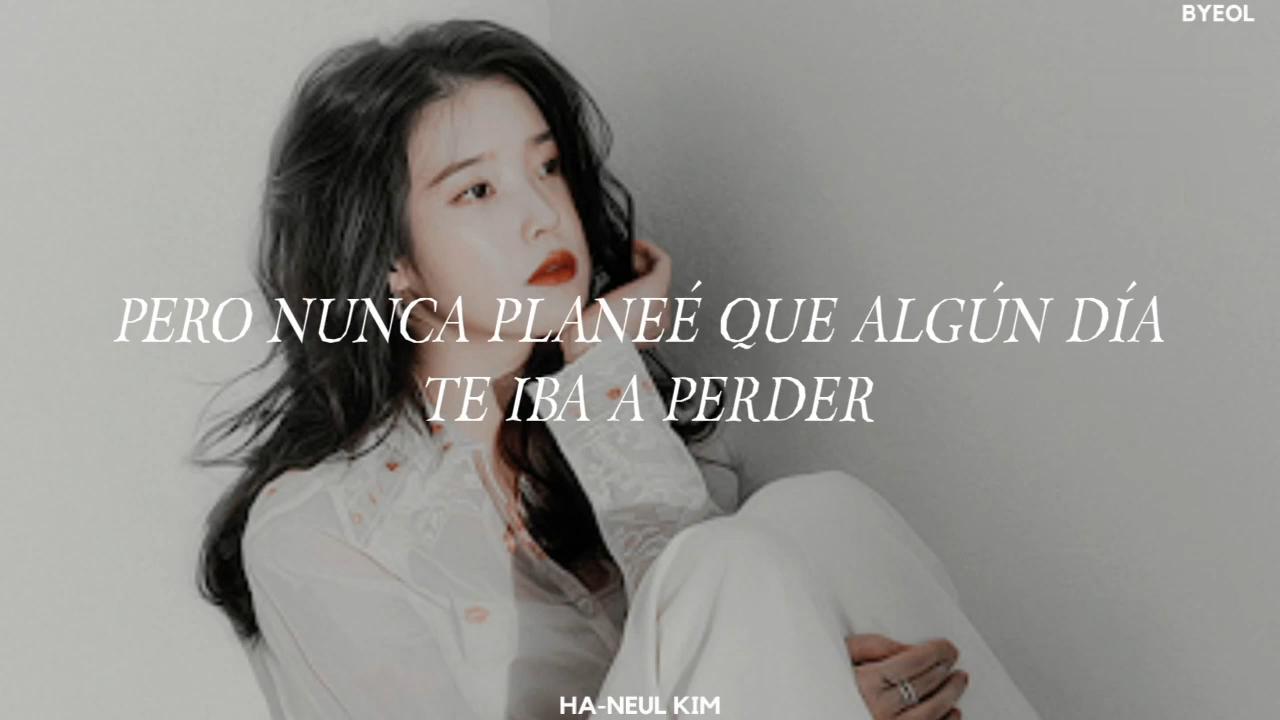 BYEOL
PERO NUNCA PLANEÉ QUE ALGÚN DÍA
TE IBA A PERDER
HA-NEUL KIM